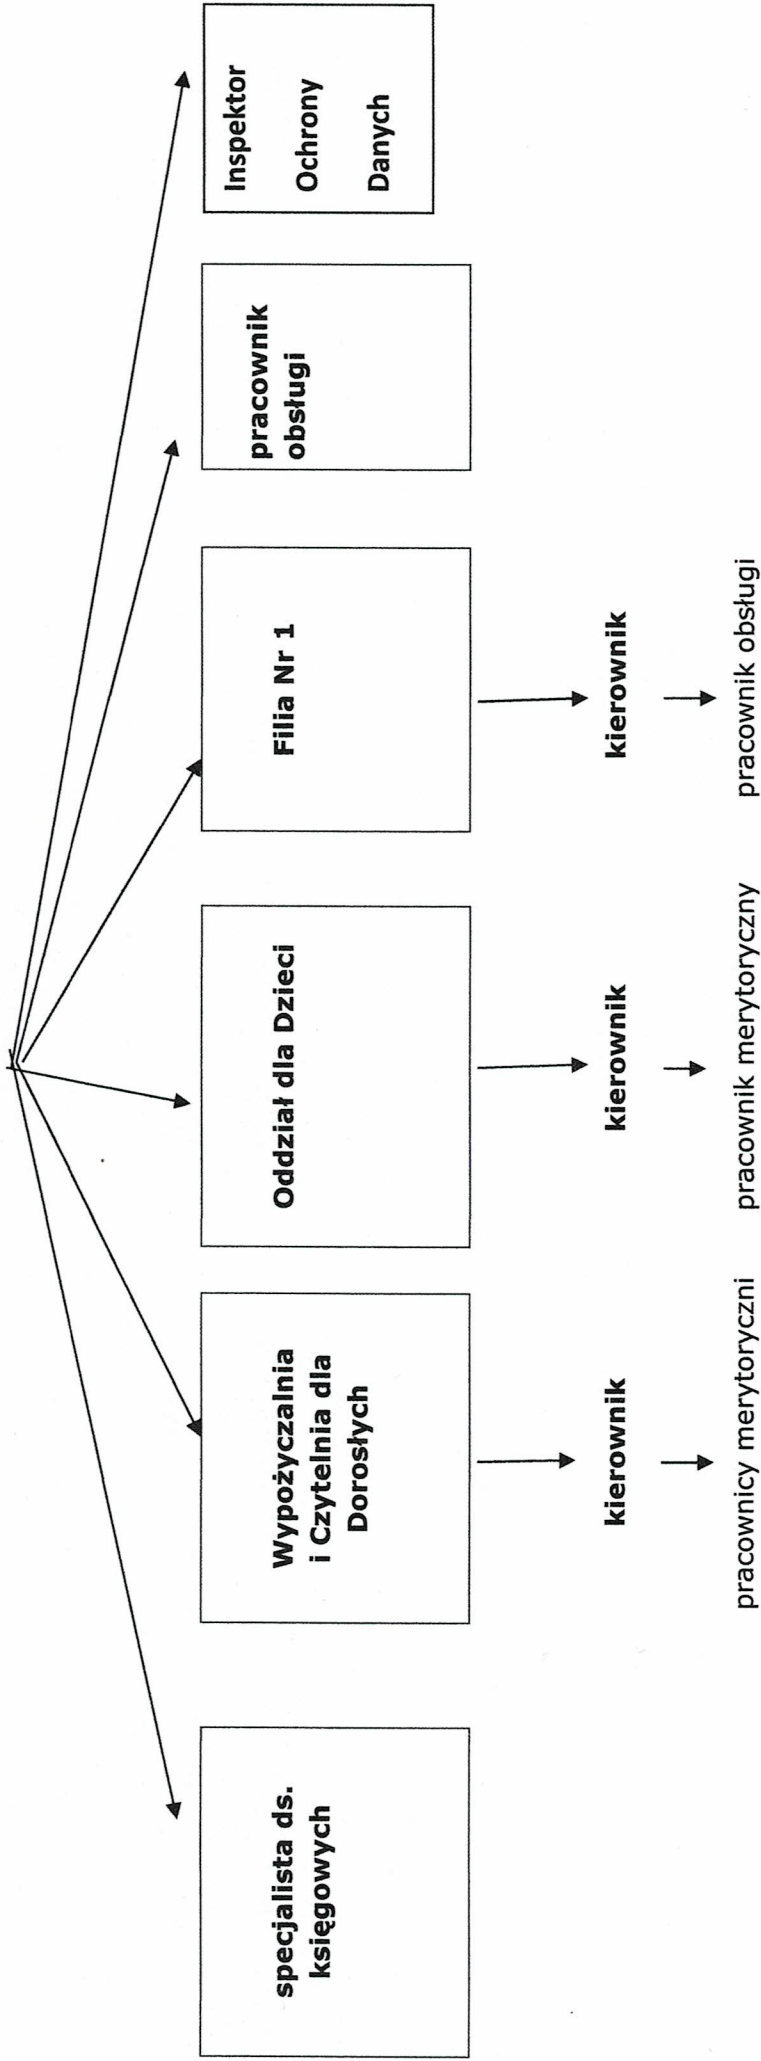 specjalista ds.
księgowych
Wypożyczalnia
i Czytelnia dla
Dorosłych
Oddział dla Dzieci
Filia Nr 1
pracownik
obsługi
Inspektor
Ochrony
Danych
kierownik
kierownik
kierownik
pracownicy merytoryczni
pracownik merytoryczny
pracownik obsługi